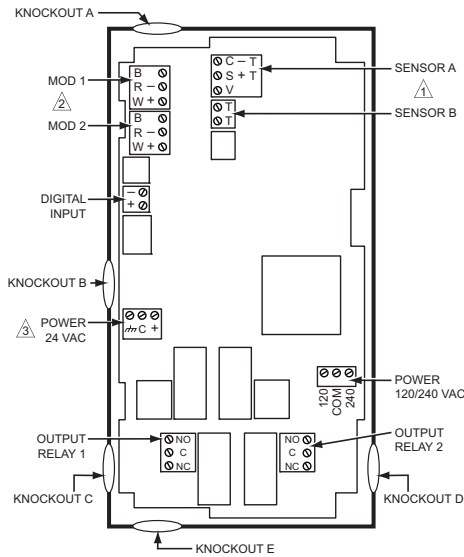 KNOCKOUT A
MOD 1
2
MOD 2
B
R –
W +
B
R –
W +
C – T
S + T
V
T
T
SENSOR A
1
SENSOR B
DIGITAL
INPUT
–
+
KNOCKOUT B
3
POWER
24 VAC
C +
120
COM
240
POWER
120/240 VAC
OUTPUT
RELAY 1
NO
C
NC
NO
C
NC
OUTPUT
RELAY 2
KNOCKOUT C
KNOCKOUT D
KNOCKOUT E